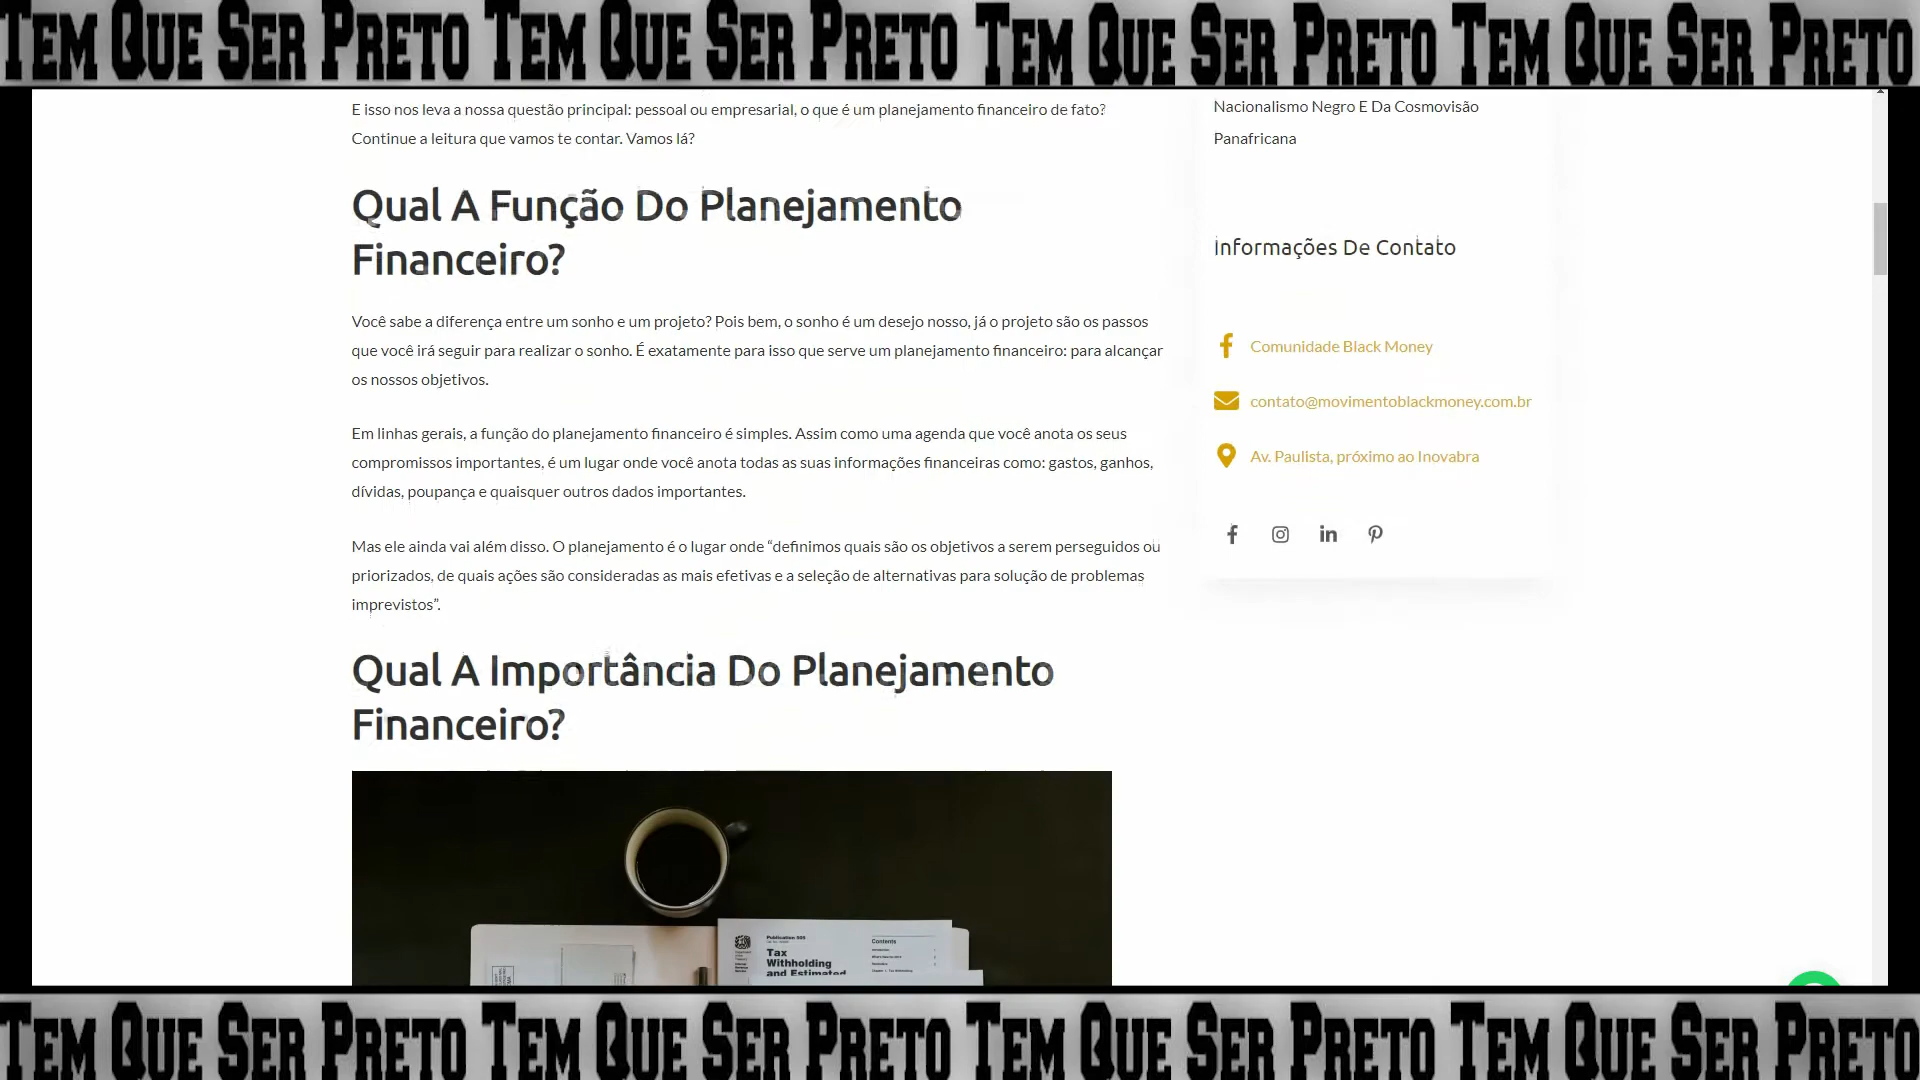 TEM QUE SER PRETO TEM QUE SER PRETO TEM QUE SER PRETO TEM QUE SER PRETO
E isso nos leva a nossa questão principal: pessoal ou empresarial, o que é um planejamento financeiro de fato?
Continue a leitura que vamos te contar. Vamos lá?
Qual A Função Do Planejamento
Financeiro?
Você sabe a diferença entre um sonho e um projeto? Pois bem, o sonho é um desejo nosso, já o projeto são os passos
que você irá seguir para realizar o sonho. É exatamente para isso que serve um planejamento financeiro: para alcançar
os nossos objetivos.
Em linhas gerais, a função do planejamento financeiro é simples. Assim como uma agenda que você anota os seus
compromissos importantes, é um lugar onde você anota todas as suas informações financeiras como: gastos, ganhos,
dívidas, poupança e quaisquer outros dados importantes.
Mas ele ainda vai além disso. O planejamento é o lugar onde “definimos quais são os objetivos a serem perseguidos ou
priorizados, de quais ações são consideradas as mais efetivas e a seleção de alternativas para solução de problemas
imprevistos”.
Qual A Importância Do Planejamento
Financeiro?
Publication 505
Tax
Withholding
and Estimated
Contents
Nacionalismo Negro E Da Cosmovisão
Panafricana
Informações De Contato
Comunidade Black Money
contato@movimentoblackmoney.com.br
Av. Paulista, próximo ao Inovabra
TEM QUE SER PRETO TEM QUE SER PRETO TEM QUE SER PRETO TEM QUE SER PRETO